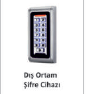 Dış Ortam
Şifre Cihazı